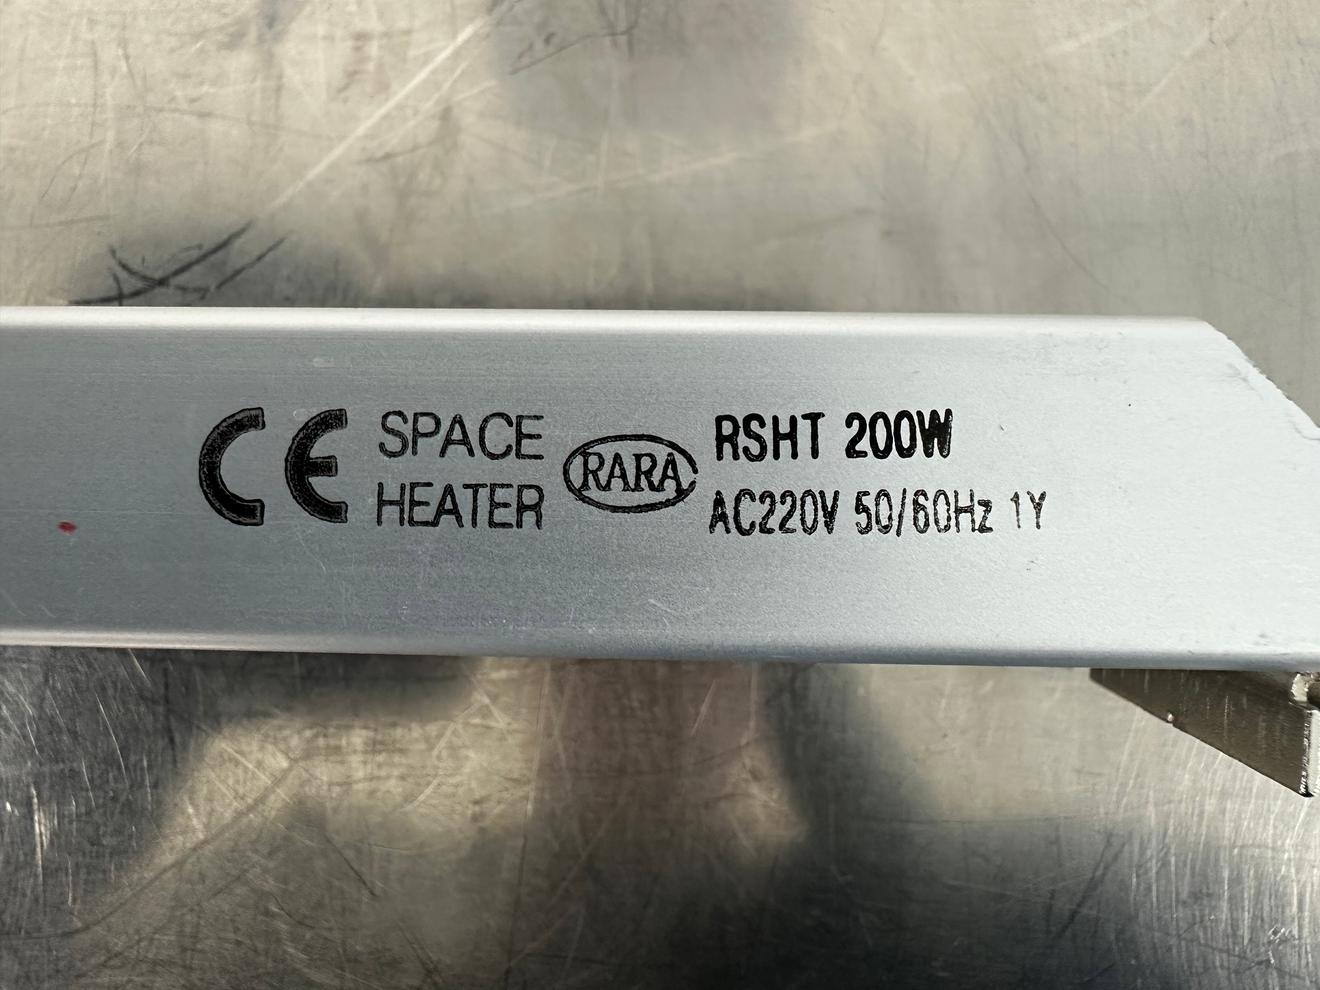 CE
SPACE
HEATER
RARA
RSHT 200W
AC220V 50/60Hz 1Y